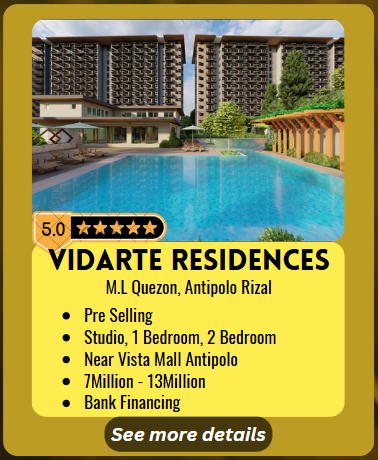 5.0
VIDARTE RESIDENCES
M.L Quezon, Antipolo Rizal
• Pre Selling
• Studio, 1 Bedroom, 2 Bedroom
• Near Vista Mall Antipolo
• 7Million - 13Million
• Bank Financing
See more details